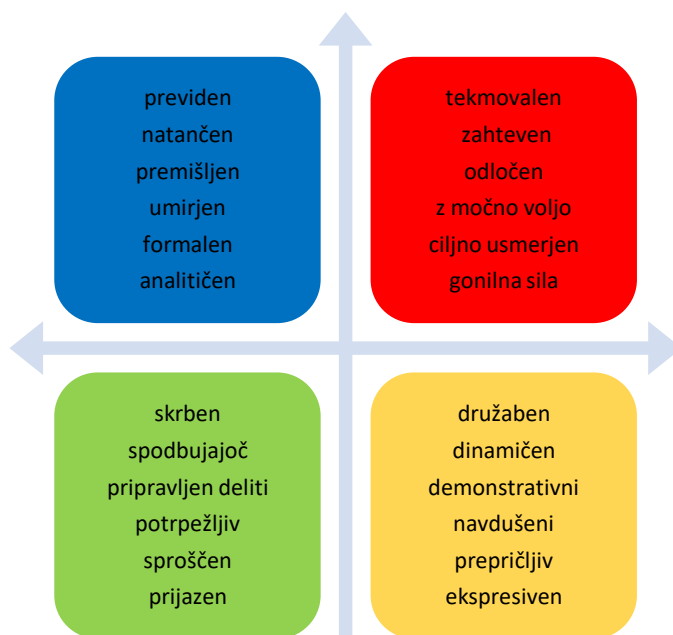 previden
natančen
premišljen
umirjen
formalen
analitičen
tekmovalen
zahteven
odločen
z močno voljo
ciljno usmerjen
gonilna sila
skrben
spodbujajoč
pripravljen deliti
potrpežljiv
sproščen
prijazen
družaben
dinamičen
demonstrativni
navdušeni
prepričljiv
ekspresiven